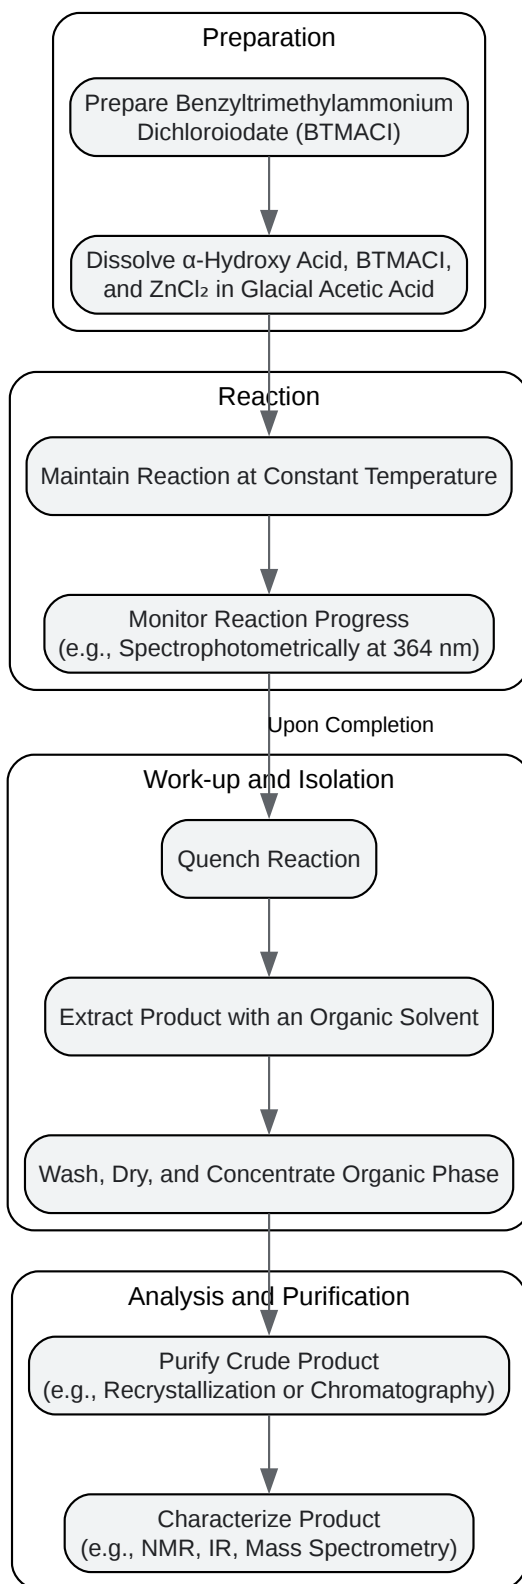 Preparation
Prepare Benzyltrimethylammonium
Dichloroiodate (BTMACI)
Dissolve α-Hydroxy Acid, BTMACI,
and ZnCl₂ in Glacial Acetic Acid
Reaction
Maintain Reaction at Constant Temperature
Monitor Reaction Progress
(e.g., Spectrophotometrically at 364 nm)
Upon Completion
Work-up and Isolation
Quench Reaction
Extract Product with an Organic Solvent
Wash, Dry, and Concentrate Organic Phase
Analysis and Purification
Purify Crude Product
(e.g., Recrystallization or Chromatography)
Characterize Product
(e.g., NMR, IR, Mass Spectrometry)